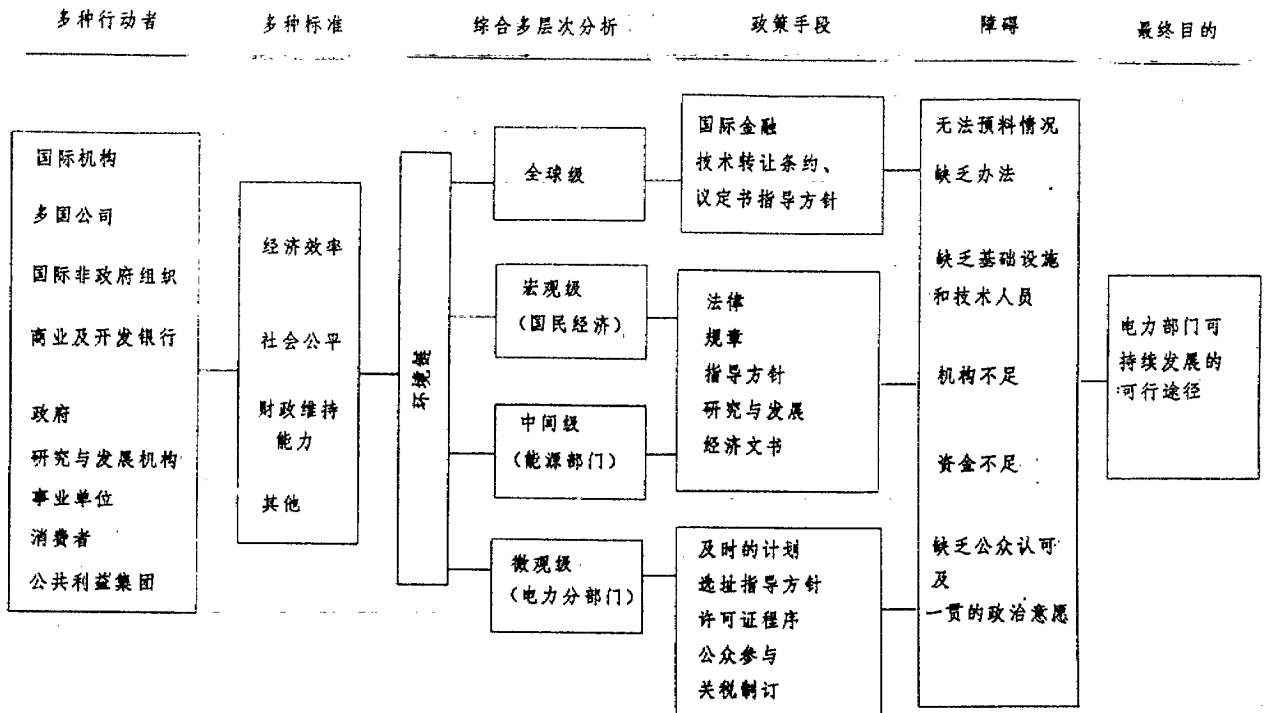 多种行动者
多种标准
综合多层次分析
政策手段
障碍
最终目的
国际机构
多国公司
国际非政府组织
商业及开发银行
政府
研究与发展机构
事业单位
消费者
公共利益集团
经济效率
社会公平
财政维持
能力
其他
环境链
全球级
宏观级
(国民经济)
中间级
(能源部门)
微观级
(电力分部门)
国际金融
技术转让条约、
议定书指导方针
法律
规章
指导方针
研究与发展
经济文书
及时的计划
选址指导方针
许可证程序
公众参与
关税制订
无法预料情况
缺乏办法
缺乏基础设施
和技术人员
机构不足
资金不足
缺乏公众认可
及
一贯的政治意愿
电力部门可
持续发展的
可行途径